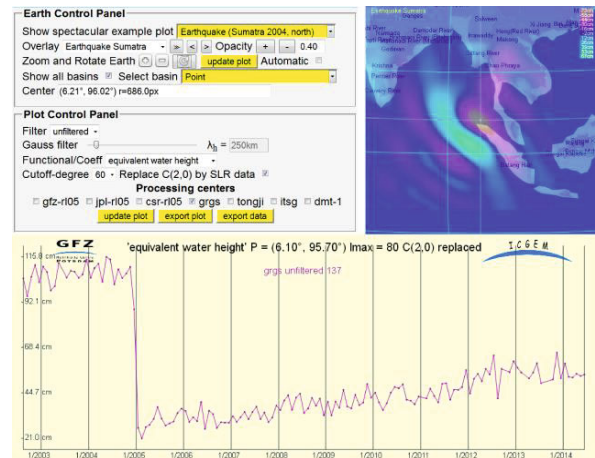 Earth Control Panel
Show spectacular example plot Earthquake (Sumatra 2004, north)
Overlay Earthquake Sumatra ≫ < > Opacity + - 0.40
Zoom and Rotate Earth update plot Automatic
Show all basins Select basin Point
Center (6.21°, 96.02°) r=686.0px
Plot Control Panel
Filter unfiltered
Gauss filter λh = 250km
Functional/Coeff equivalent water height
Cutoff-degree 60 Replace C(2,0) by SLR data
Processing centers
gfz-rl05 jpl-rl05 csr-rl05 grgs tongji itsg dmt-1
update plot export plot export data
Earthquake Sumatra
GFZ
POTSDAM
'equivalent water height' P = (6.10°, 95.70°) lmax = 80 C(2,0) replaced
ICGEM
grgs unfiltered 137
115.8 cm
92.1 cm
68.4 cm
44.7 cm
21.0 cm
1/2003 1/2004 1/2005 1/2006 1/2007 1/2008 1/2009 1/2010 1/2011 1/2012 1/2013 1/2014